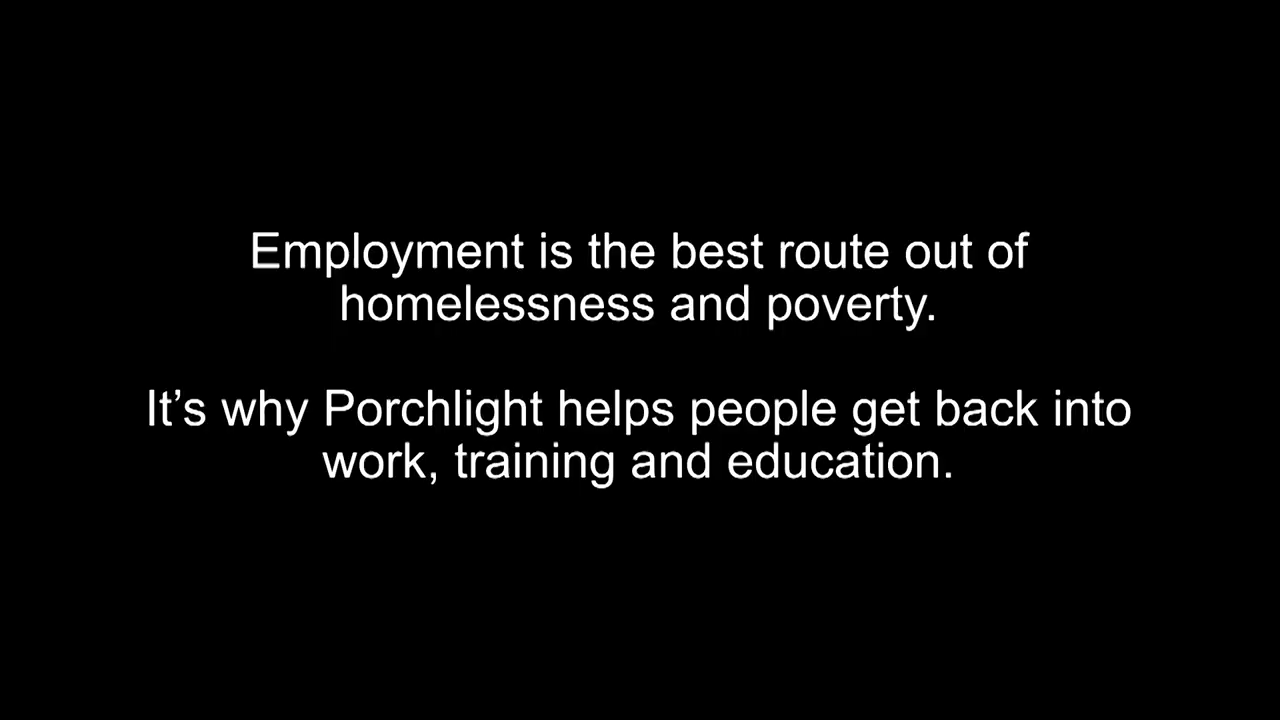 Employment is the best route out of
homelessness and poverty.
It’s why Porchlight helps people get back into
work, training and education.